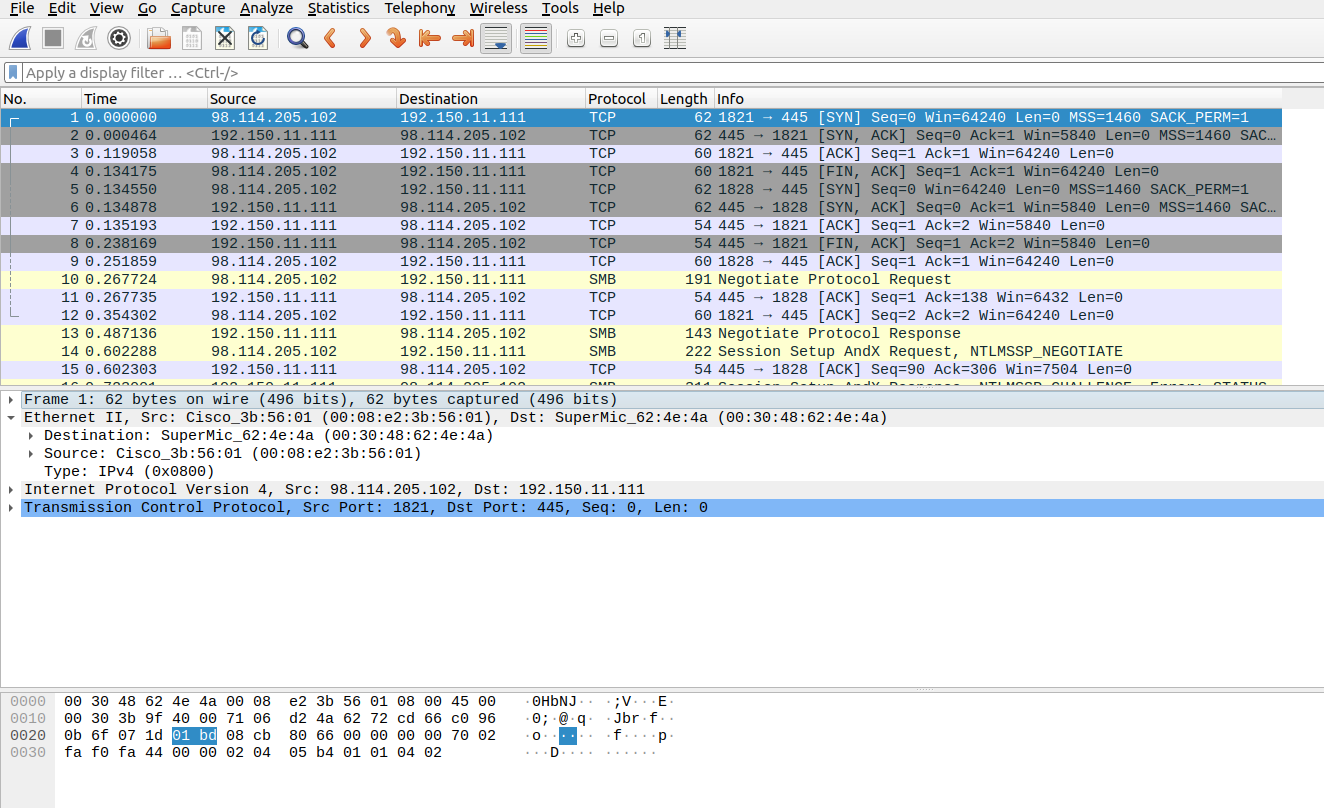 File Edit View Go Capture Analyze Statistics Telephony Wireless Tools Help
Apply a display filter … <Ctrl-/>
No. Time Source Destination Protocol Length Info
1 0.000000 98.114.205.102 192.150.11.111 TCP 62 1821 → 445 [SYN] Seq=0 Win=64240 Len=0 MSS=1460 SACK_PERM=1
2 0.000464 192.150.11.111 98.114.205.102 TCP 62 445 → 1821 [SYN, ACK] Seq=0 Ack=1 Win=5840 Len=0 MSS=1460 SAC…
3 0.119058 98.114.205.102 192.150.11.111 TCP 60 1821 → 445 [ACK] Seq=1 Ack=1 Win=64240 Len=0
4 0.134175 98.114.205.102 192.150.11.111 TCP 60 1821 → 445 [FIN, ACK] Seq=1 Ack=1 Win=64240 Len=0
5 0.134550 98.114.205.102 192.150.11.111 TCP 62 1828 → 445 [SYN] Seq=0 Win=64240 Len=0 MSS=1460 SACK_PERM=1
6 0.134878 192.150.11.111 98.114.205.102 TCP 62 445 → 1828 [SYN, ACK] Seq=0 Ack=1 Win=5840 Len=0 MSS=1460 SAC…
7 0.135193 192.150.11.111 98.114.205.102 TCP 54 445 → 1821 [ACK] Seq=1 Ack=2 Win=5840 Len=0
8 0.238169 192.150.11.111 98.114.205.102 TCP 54 445 → 1821 [FIN, ACK] Seq=1 Ack=2 Win=5840 Len=0
9 0.251859 98.114.205.102 192.150.11.111 TCP 60 1828 → 445 [ACK] Seq=1 Ack=1 Win=64240 Len=0
10 0.267724 98.114.205.102 192.150.11.111 SMB 191 Negotiate Protocol Request
11 0.267735 192.150.11.111 98.114.205.102 TCP 54 445 → 1828 [ACK] Seq=1 Ack=138 Win=6432 Len=0
12 0.354302 98.114.205.102 192.150.11.111 TCP 60 1821 → 445 [ACK] Seq=2 Ack=2 Win=64240 Len=0
13 0.487136 192.150.11.111 98.114.205.102 SMB 143 Negotiate Protocol Response
14 0.602288 98.114.205.102 192.150.11.111 SMB 222 Session Setup AndX Request, NTLMSSP_NEGOTIATE
15 0.602303 192.150.11.111 98.114.205.102 TCP 54 445 → 1828 [ACK] Seq=90 Ack=306 Win=7504 Len=0
Frame 1: 62 bytes on wire (496 bits), 62 bytes captured (496 bits)
Ethernet II, Src: Cisco_3b:56:01 (00:08:e2:3b:56:01), Dst: SuperMic_62:4e:4a (00:30:48:62:4e:4a)
Destination: SuperMic_62:4e:4a (00:30:48:62:4e:4a)
Source: Cisco_3b:56:01 (00:08:e2:3b:56:01)
Type: IPv4 (0x0800)
Internet Protocol Version 4, Src: 98.114.205.102, Dst: 192.150.11.111
Transmission Control Protocol, Src Port: 1821, Dst Port: 445, Seq: 0, Len: 0
0000 00 30 48 62 4e 4a 00 08 e2 3b 56 01 08 00 45 00 ·0HbNJ·· ·;V···E·
0010 00 30 3b 9f 40 00 71 06 d2 4a 62 72 cd 66 c0 96 ·0;·@·q· ·Jbr·f··
0020 0b 6f 07 1d 01 bd 08 cb 80 66 00 00 00 00 70 02 ·o······ ·f····p·
0030 fa f0 fa 44 00 00 02 04 05 b4 01 01 04 02 ···D···· ······